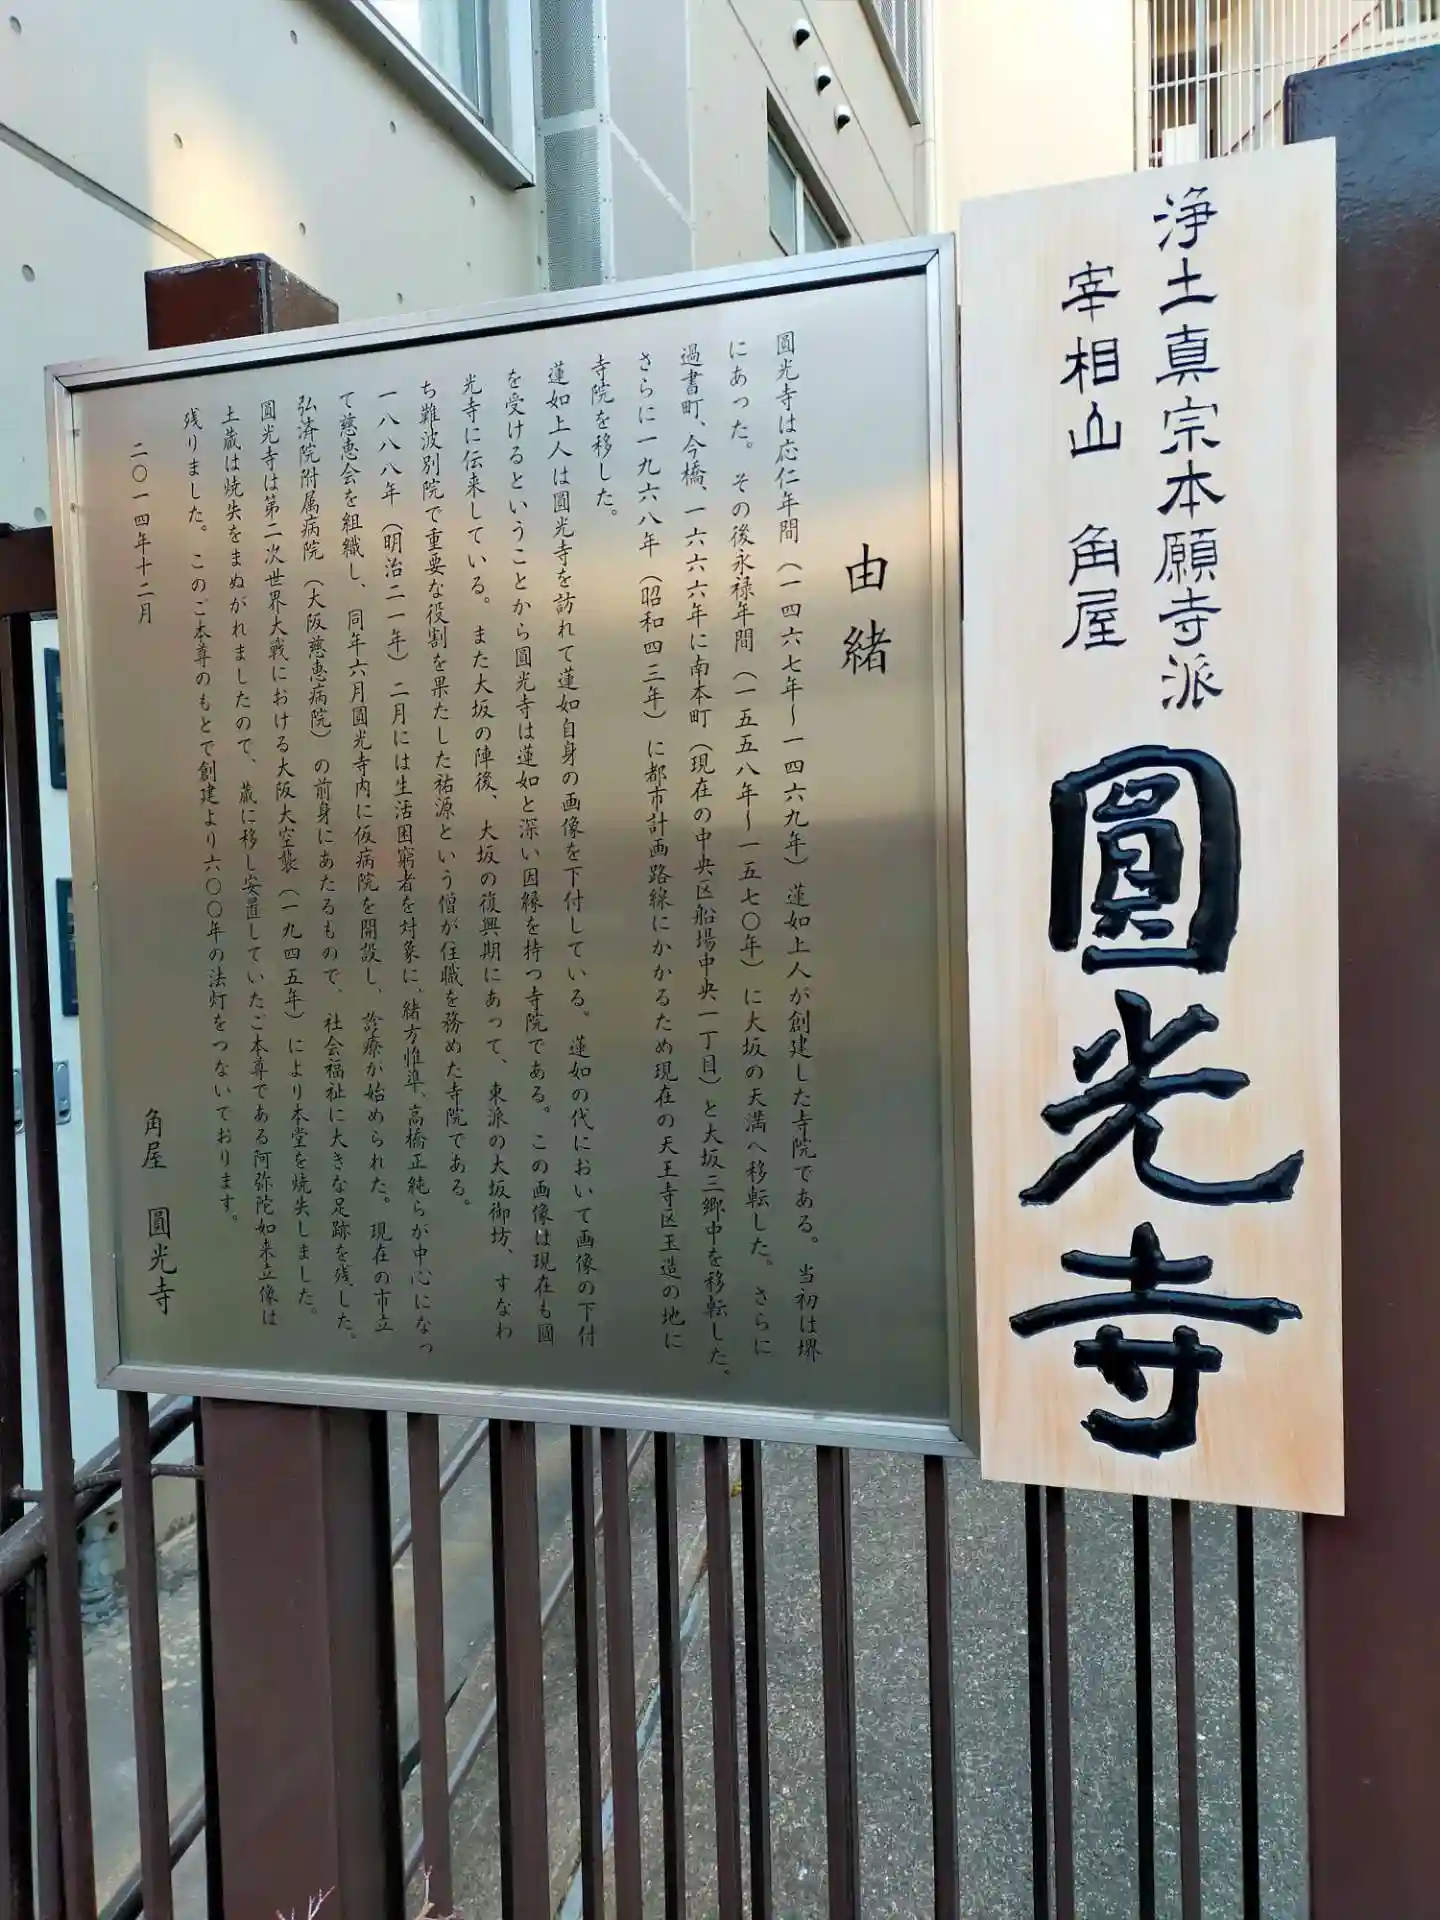 浄土真宗本願寺派
宰相山 角屋
圓光寺
由緒
圓光寺は応仁年間（一四六七年～一四六九年）蓮如上人が創建した寺院である。当初は堺
にあった。その後永禄年間（一五五八年～一五七〇年）に大坂の天満へ移転した。さらに
過書町、今橋、一六六六年に南本町（現在の中央区船場中央一丁目）と大坂三郷中を移転した。
さらに一九六八年（昭和四三年）に都市計画路線にかかるため現在の天王寺区玉造の地に
寺院を移した。
蓮如上人は圓光寺を訪れて蓮如自身の画像を下付している。蓮如の代において画像の下付
を受けるということから圓光寺は蓮如と深い因縁を持つ寺院である。この画像は現在も圓
光寺に伝来している。また大坂の陣後、大坂の復興期にあって、東派の大坂御坊、すなわ
ち難波別院で重要な役割を果たした祐源という僧が住職を務めた寺院である。
一八八八年（明治二一年）二月には生活困窮者を対象に、緒方惟準、高橋正純らが中心になっ
て慈恵会を組織し、同年六月圓光寺内に仮病院を開設し、診療が始められた。現在の市立
弘済院附属病院（大阪慈恵病院）の前身にあたるもので、社会福祉に大きな足跡を残した。
圓光寺は第二次世界大戦における大阪大空襲（一九四五年）により本堂を焼失しました。
土蔵は焼失をまぬがれましたので、蔵に移し安置していたご本尊である阿弥陀如来立像は
残りました。このご本尊のもとで創建より六〇〇年の法灯をつないでおります。
二〇一四年十二月
角屋 圓光寺